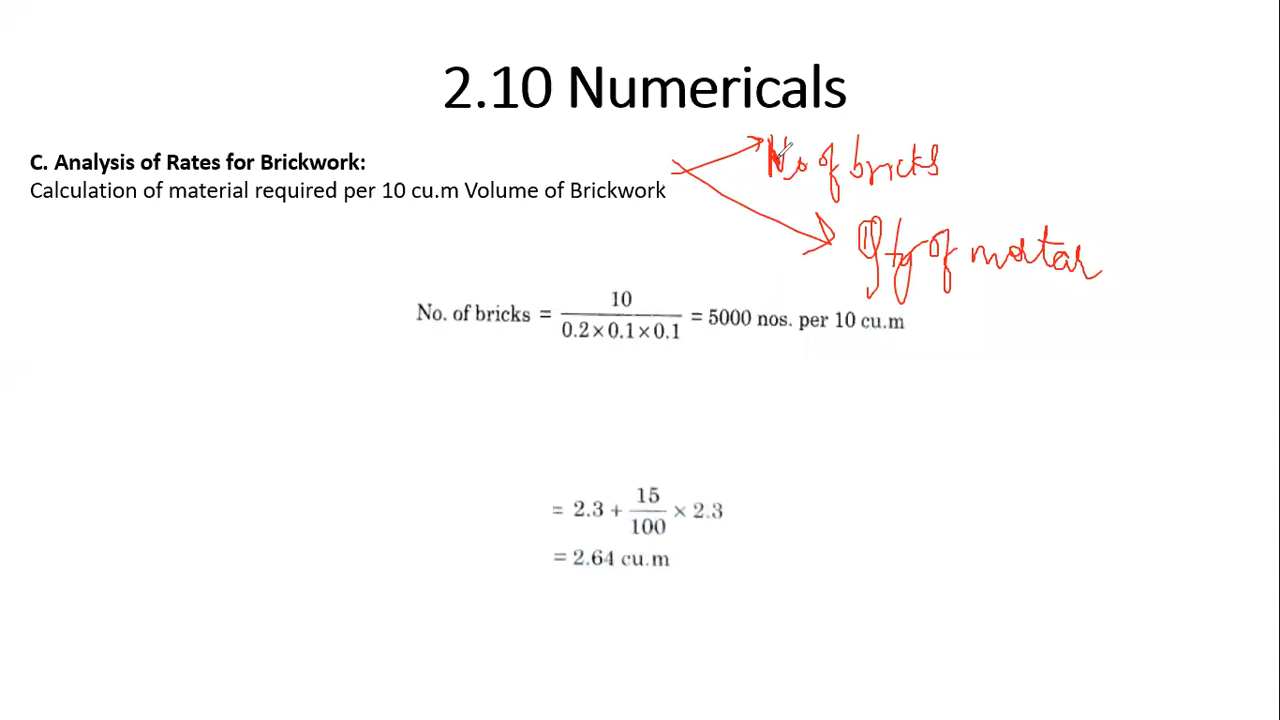 2.10 Numericals
C. Analysis of Rates for Brickwork:
Calculation of material required per 10 cu.m Volume of Brickwork
No of bricks
Qty of mortar
No. of bricks = 10 / 0.2×0.1×0.1 = 5000 nos. per 10 cu.m
= 2.3 + 15/100 × 2.3
= 2.64 cu.m